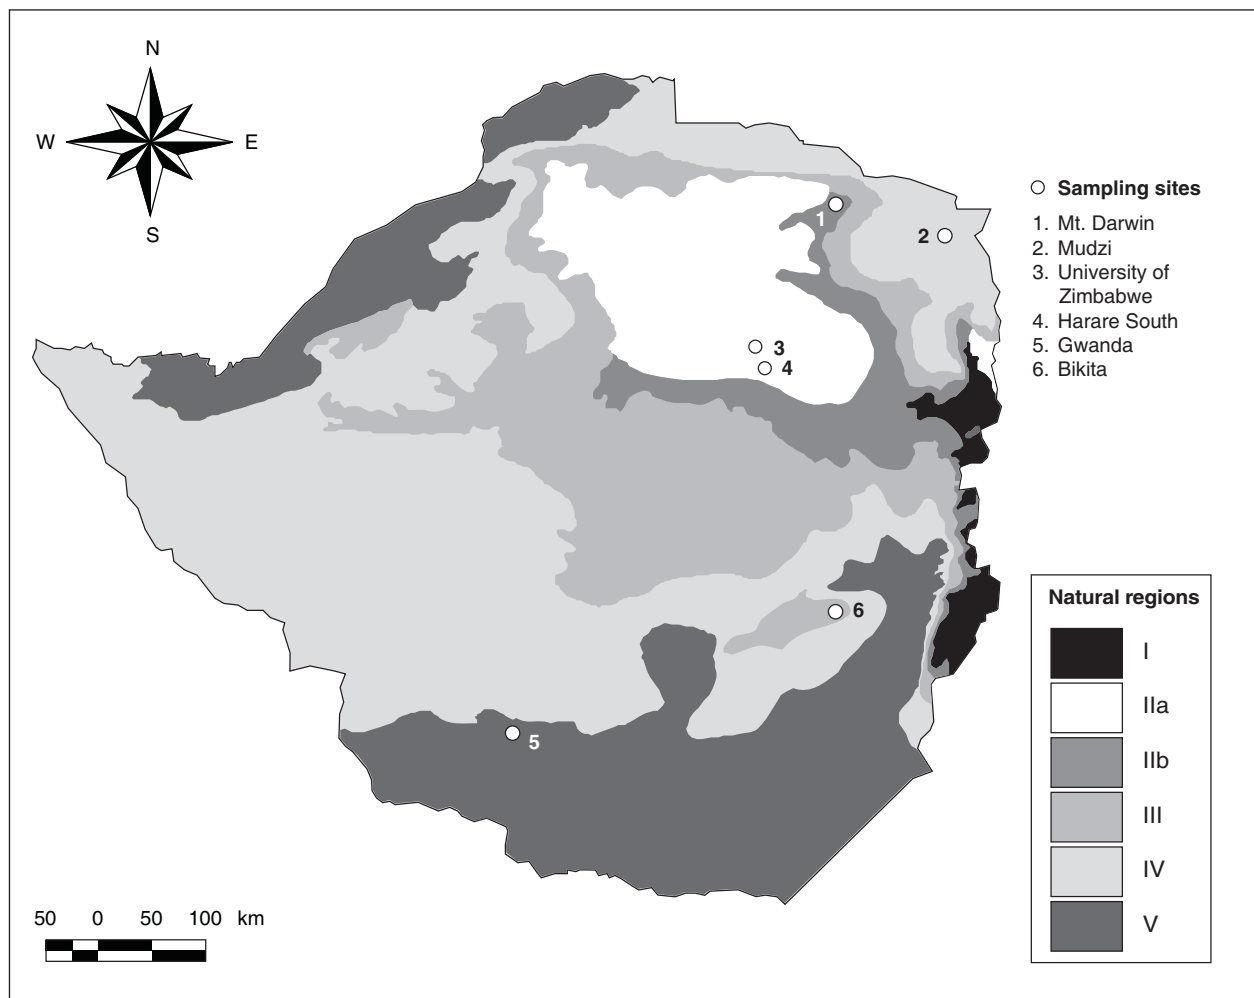 N
W E
S
Sampling sites
1. Mt. Darwin
2. Mudzi
3. University of
Zimbabwe
4. Harare South
5. Gwanda
6. Bikita
1
2
3
4
6
5
Natural regions
I
IIa
IIb
III
IV
V
50 0 50 100 km